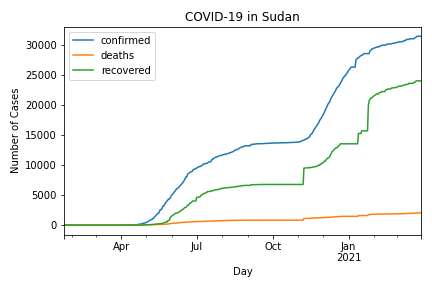 COVID-19 in Sudan
confirmed
deaths
recovered
Number of Cases
30000
25000
20000
15000
10000
5000
0
Apr
Jul
Oct
Jan
2021
Day